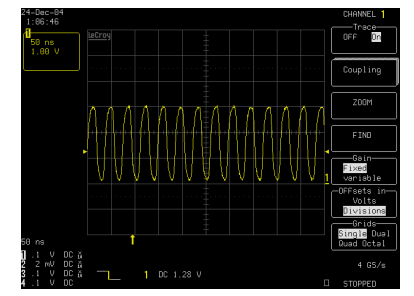 24-Dec-04
1:06:46
1
50 ns
1.00 V
LeCroy
CHANNEL 1
Trace
OFF On
Coupling
ZOOM
FIND
Gain
Fixed
variable
OFFsets in
Volts
Divisions
Grids
Single Dual
Quad Octal
1
50 ns
1 .1 V DC
2 2 mV DC
3 .1 V DC
4 .1 V DC
1 DC 1.28 V
4 GS/s
STOPPED